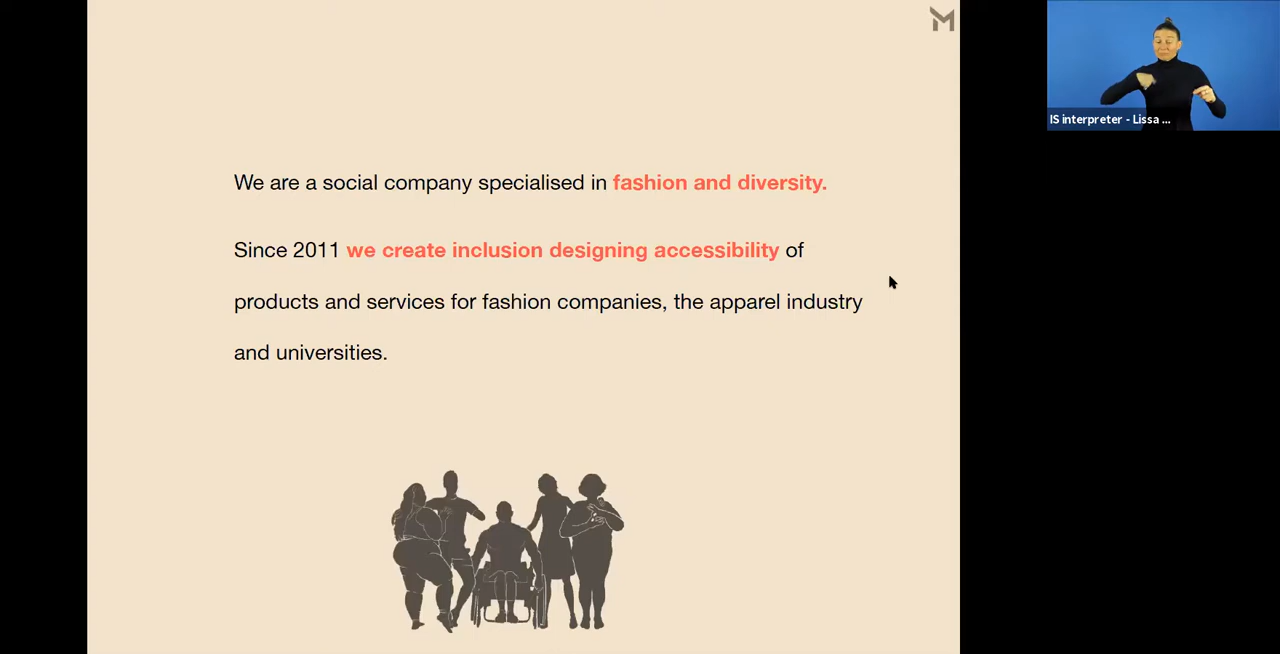 We are a social company specialised in fashion and diversity.
Since 2011 we create inclusion designing accessibility of
products and services for fashion companies, the apparel industry
and universities.
IS interpreter - Lissa ...